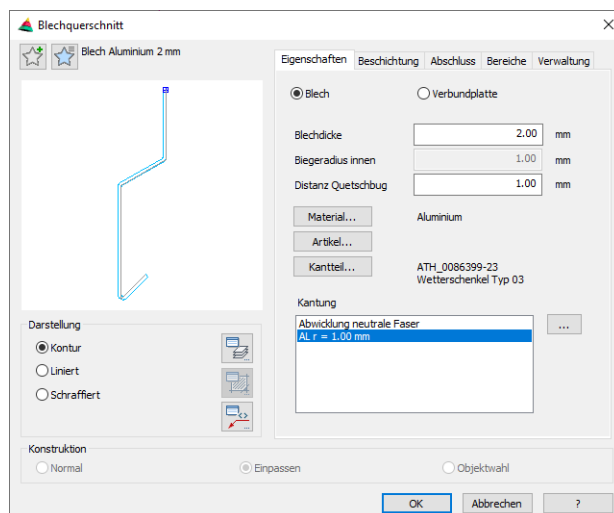 Blechquerschnitt
Blech Aluminium 2 mm
Eigenschaften Beschichtung Abschluss Bereiche Verwaltung
Blech Verbundplatte
Blechdicke 2.00 mm
Biegeradius innen 1.00 mm
Distanz Quetschbug 1.00 mm
Material... Aluminium
Artikel...
Kantteil... ATH_0086399-23
Wetterschenkel Typ 03
Kantung
Abwicklung neutrale Faser
AL r = 1.00 mm
...
Darstellung
Kontur
Liniert
Schraffiert
Konstruktion
Normal Einpassen Objektwahl
OK Abbrechen ?